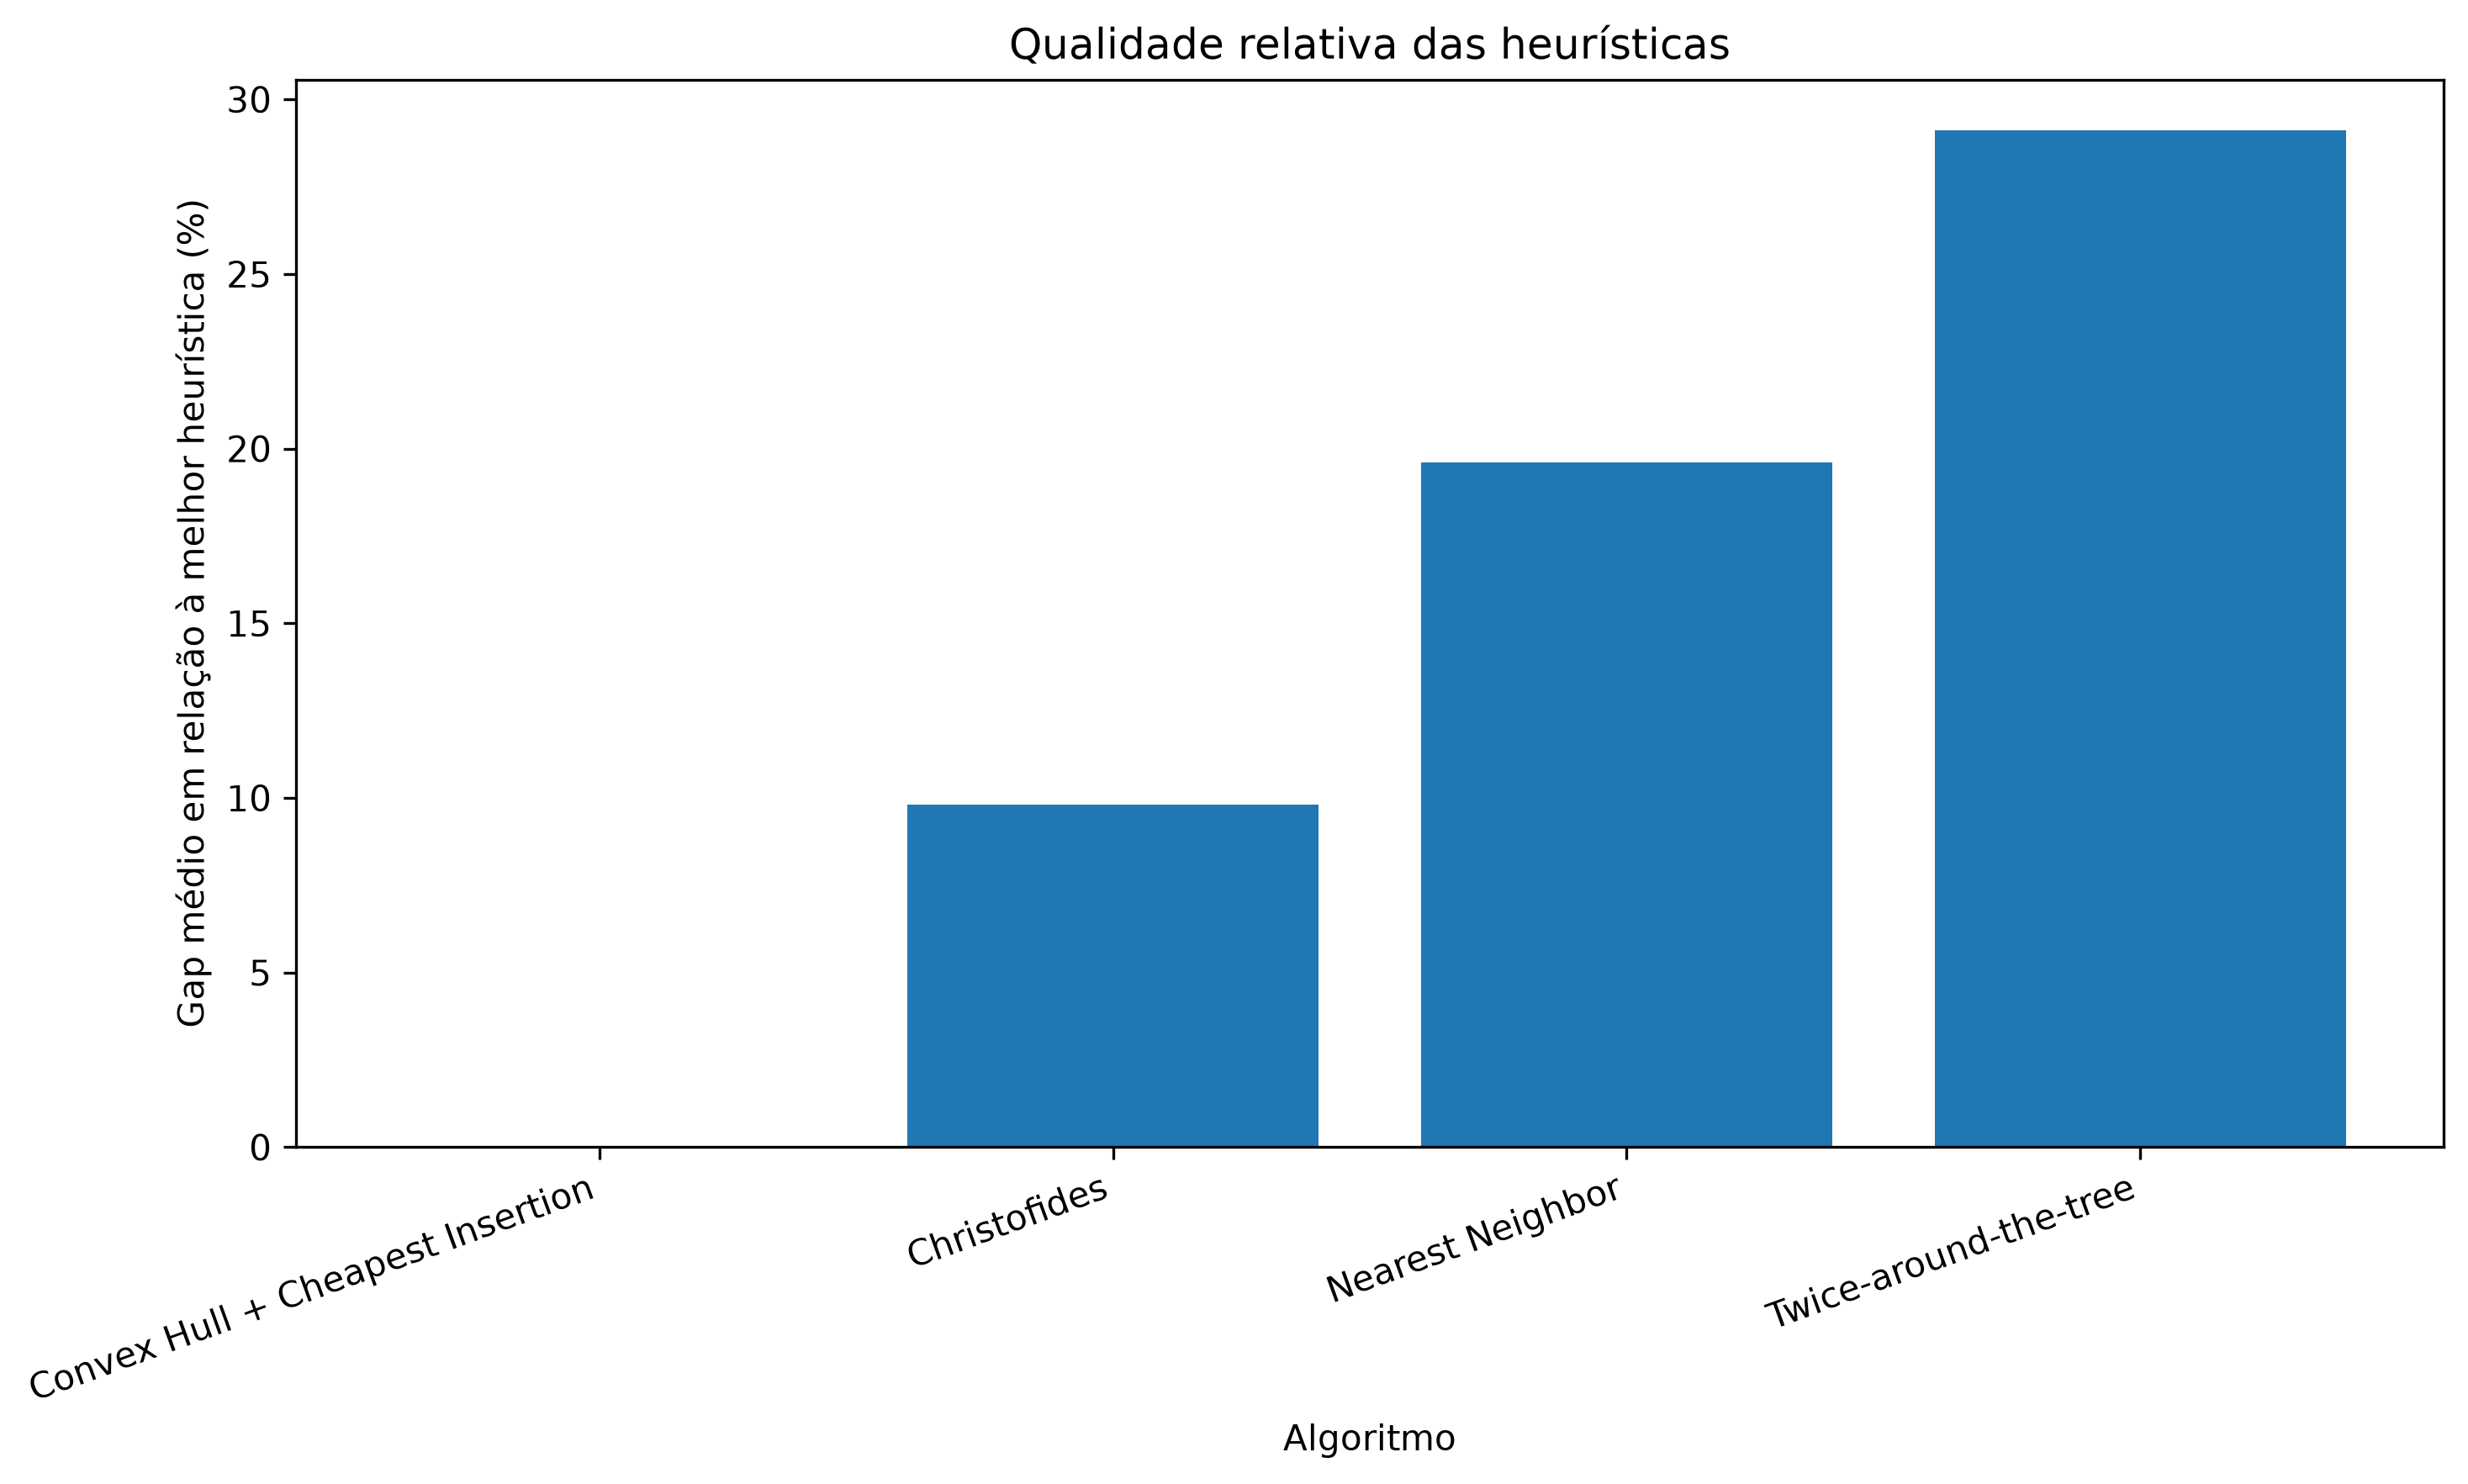 Qualidade relativa das heurísticas
Gap médio em relação à melhor heurística (%)
30
25
20
15
10
5
0
Convex Hull + Cheapest Insertion
Christofides
Nearest Neighbor
Twice-around-the-tree
Algoritmo